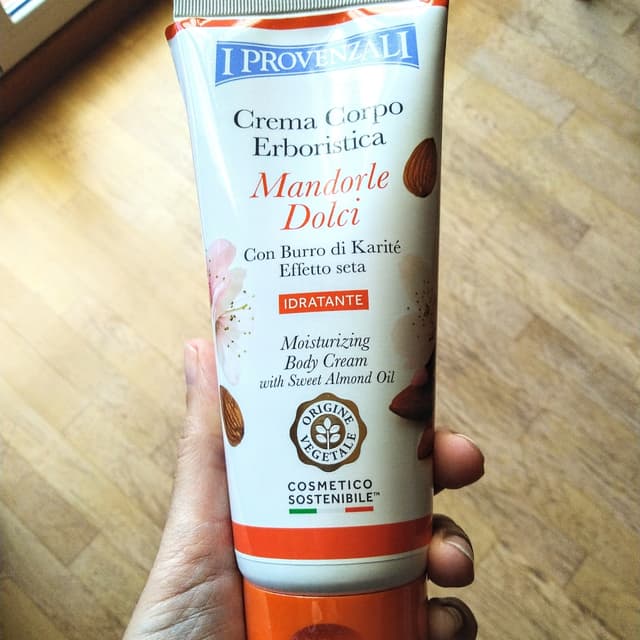 I PROVENZALI
Crema Corpo
Erboristica
Mandorle
Dolci
Con Burro di Karité
Effetto seta
IDRATANTE
Moisturizing
Body Cream
with Sweet Almond Oil
ORIGINE
VEGETALE
COSMETICO
SOSTENIBILE™